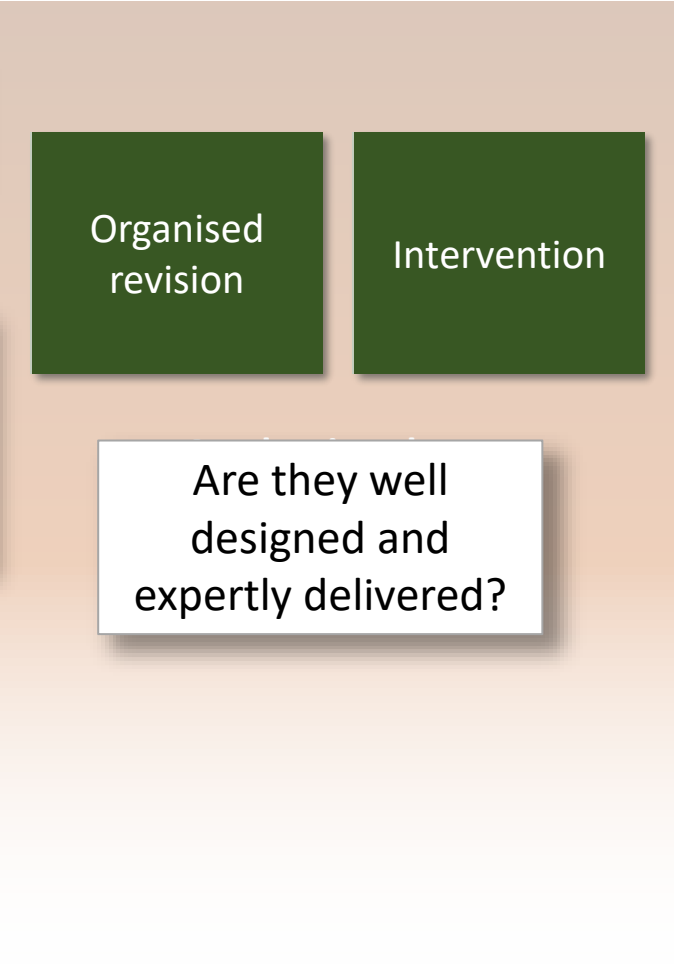 Organised
revision
Intervention
Are they well
designed and
expertly delivered?